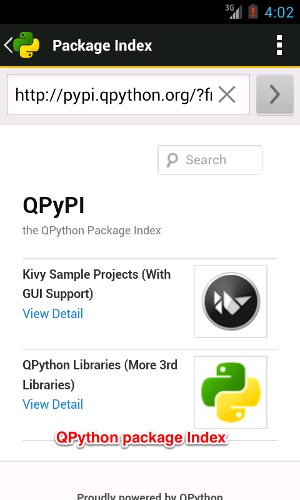 3G 4:02
Package Index
http://pypi.qpython.org/?f
Search
QPyPI
the QPython Package Index
Kivy Sample Projects (With
GUI Support)
View Detail
QPython Libraries (More 3rd
Libraries)
View Detail
QPython package Index
Proudly powered by QPython